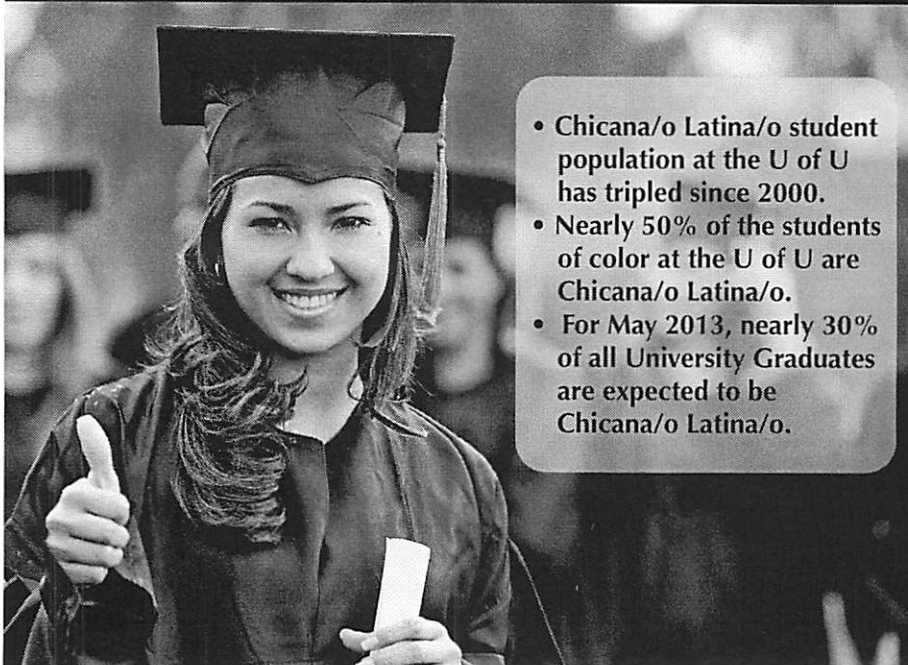 • Chicana/o Latina/o student
population at the U of U
has tripled since 2000.
• Nearly 50% of the students
of color at the U of U are
Chicana/o Latina/o.
• For May 2013, nearly 30%
of all University Graduates
are expected to be
Chicana/o Latina/o.